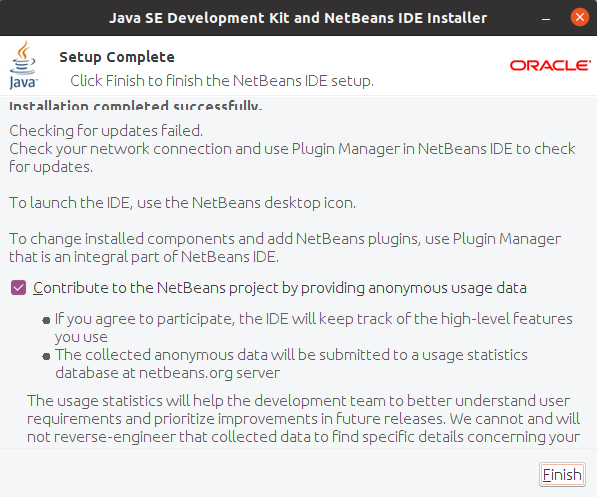 Java SE Development Kit and NetBeans IDE Installer
Setup Complete
Click Finish to finish the NetBeans IDE setup.
Java
ORACLE
Installation completed successfully.
Checking for updates failed.
Check your network connection and use Plugin Manager in NetBeans IDE to check
for updates.
To launch the IDE, use the NetBeans desktop icon.
To change installed components and add NetBeans plugins, use Plugin Manager
that is an integral part of NetBeans IDE.
Contribute to the NetBeans project by providing anonymous usage data
If you agree to participate, the IDE will keep track of the high-level features
you use
The collected anonymous data will be submitted to a usage statistics
database at netbeans.org server
The usage statistics will help the development team to better understand user
requirements and prioritize improvements in future releases. We cannot and will
not reverse-engineer that collected data to find specific details concerning your
Finish